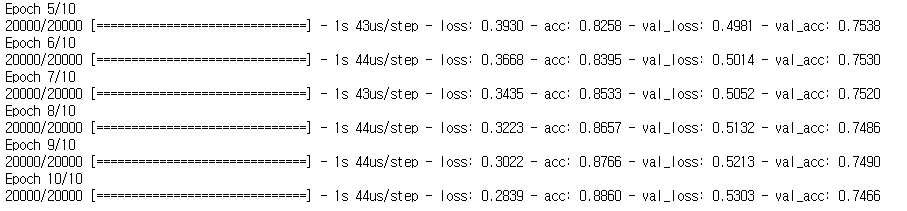 Epoch 5/10
20000/20000 [==============================] - 1s 43us/step - loss: 0.3930 - acc: 0.8258 - val_loss: 0.4981 - val_acc: 0.7538
Epoch 6/10
20000/20000 [==============================] - 1s 44us/step - loss: 0.3668 - acc: 0.8395 - val_loss: 0.5014 - val_acc: 0.7530
Epoch 7/10
20000/20000 [==============================] - 1s 43us/step - loss: 0.3435 - acc: 0.8533 - val_loss: 0.5052 - val_acc: 0.7520
Epoch 8/10
20000/20000 [==============================] - 1s 44us/step - loss: 0.3223 - acc: 0.8657 - val_loss: 0.5132 - val_acc: 0.7486
Epoch 9/10
20000/20000 [==============================] - 1s 44us/step - loss: 0.3022 - acc: 0.8766 - val_loss: 0.5213 - val_acc: 0.7490
Epoch 10/10
20000/20000 [==============================] - 1s 44us/step - loss: 0.2839 - acc: 0.8860 - val_loss: 0.5303 - val_acc: 0.7466